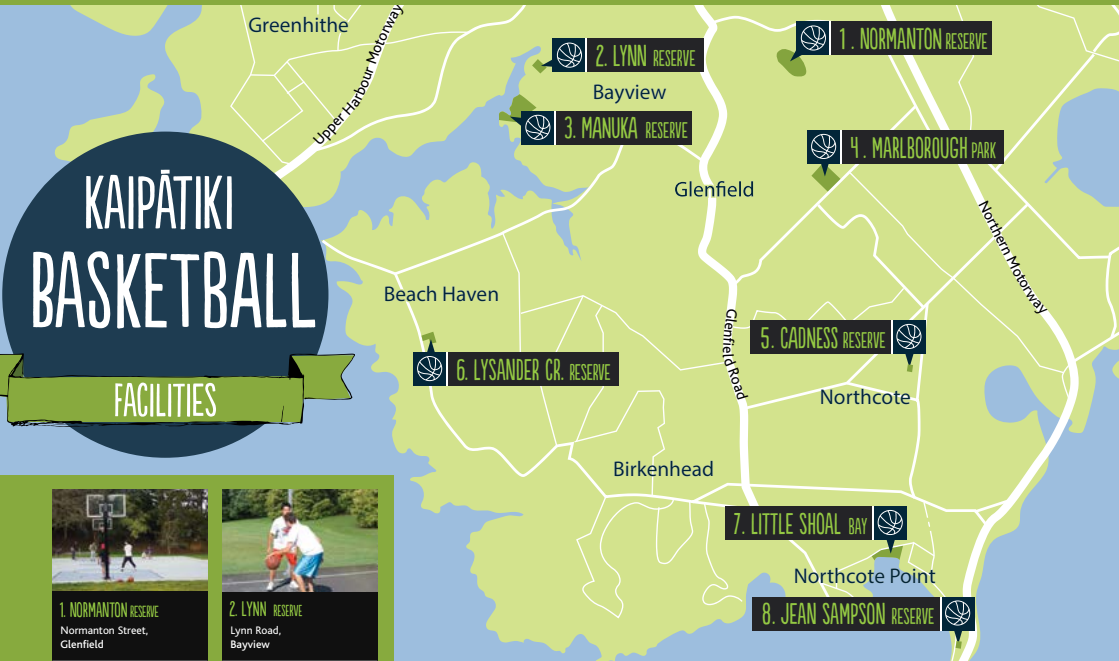 KAIPĀTIKI
BASKETBALL
FACILITIES
Greenhithe
Upper Harbour Motorway
2. LYNN RESERVE
1. NORMANTON RESERVE
Bayview
3. MANUKA RESERVE
4. MARLBOROUGH PARK
Glenfield
Northern Motorway
Beach Haven
Glenfield Road
5. CADNESS RESERVE
6. LYSANDER CR. RESERVE
Northcote
Birkenhead
7. LITTLE SHOAL BAY
Northcote Point
8. JEAN SAMPSON RESERVE
1. NORMANTON RESERVE
Normanton Street,
Glenfield
2. LYNN RESERVE
Lynn Road,
Bayview